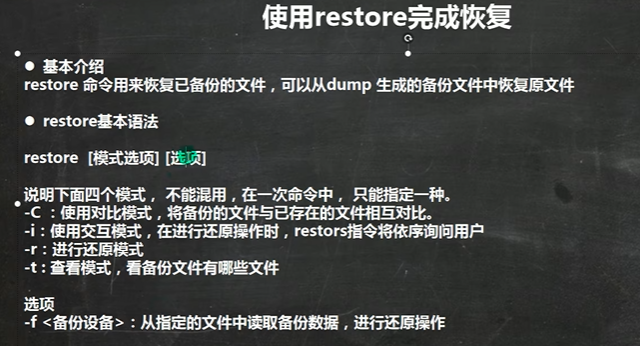 使用restore完成恢复
● 基本介绍
restore 命令用来恢复已备份的文件，可以从dump 生成的备份文件中恢复原文件
● restore基本语法
restore [模式选项] [选项]
说明下面四个模式， 不能混用，在一次命令中， 只能指定一种。
-C ：使用对比模式，将备份的文件与已存在的文件相互对比。
-i：使用交互模式，在进行还原操作时，restors指令将依序询问用户
-r：进行还原模式
-t : 查看模式，看备份文件有哪些文件
选项
-f <备份设备>：从指定的文件中读取备份数据，进行还原操作